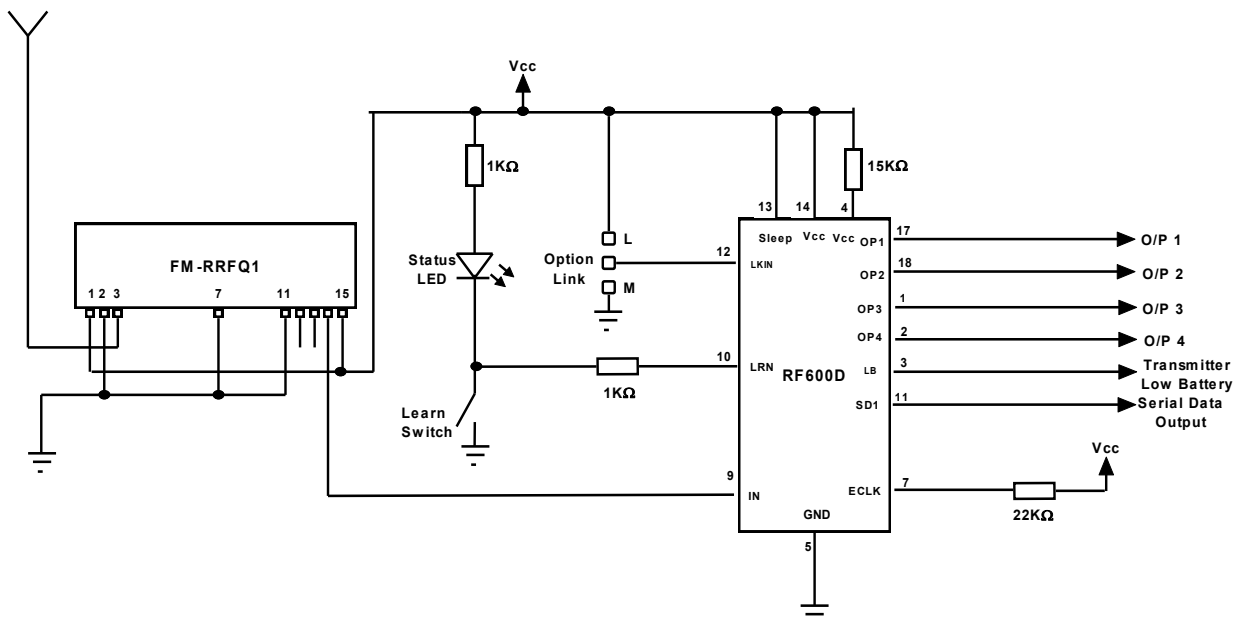 Vcc
1KΩ
15KΩ
13
14
4
17
Sleep
Vcc
Vcc
OP1
O/P 1
L
12
LKIN
Option
Link
Status
LED
18
OP2
O/P 2
FM-RRFQ1
M
1
OP3
O/P 3
1 2 3
7
11
15
2
OP4
O/P 4
10
LRN
RF600D
3
LB
Transmitter
Low Battery
1KΩ
11
SD1
Serial Data
Output
Learn
Switch
Vcc
9
IN
7
ECLK
22KΩ
GND
5